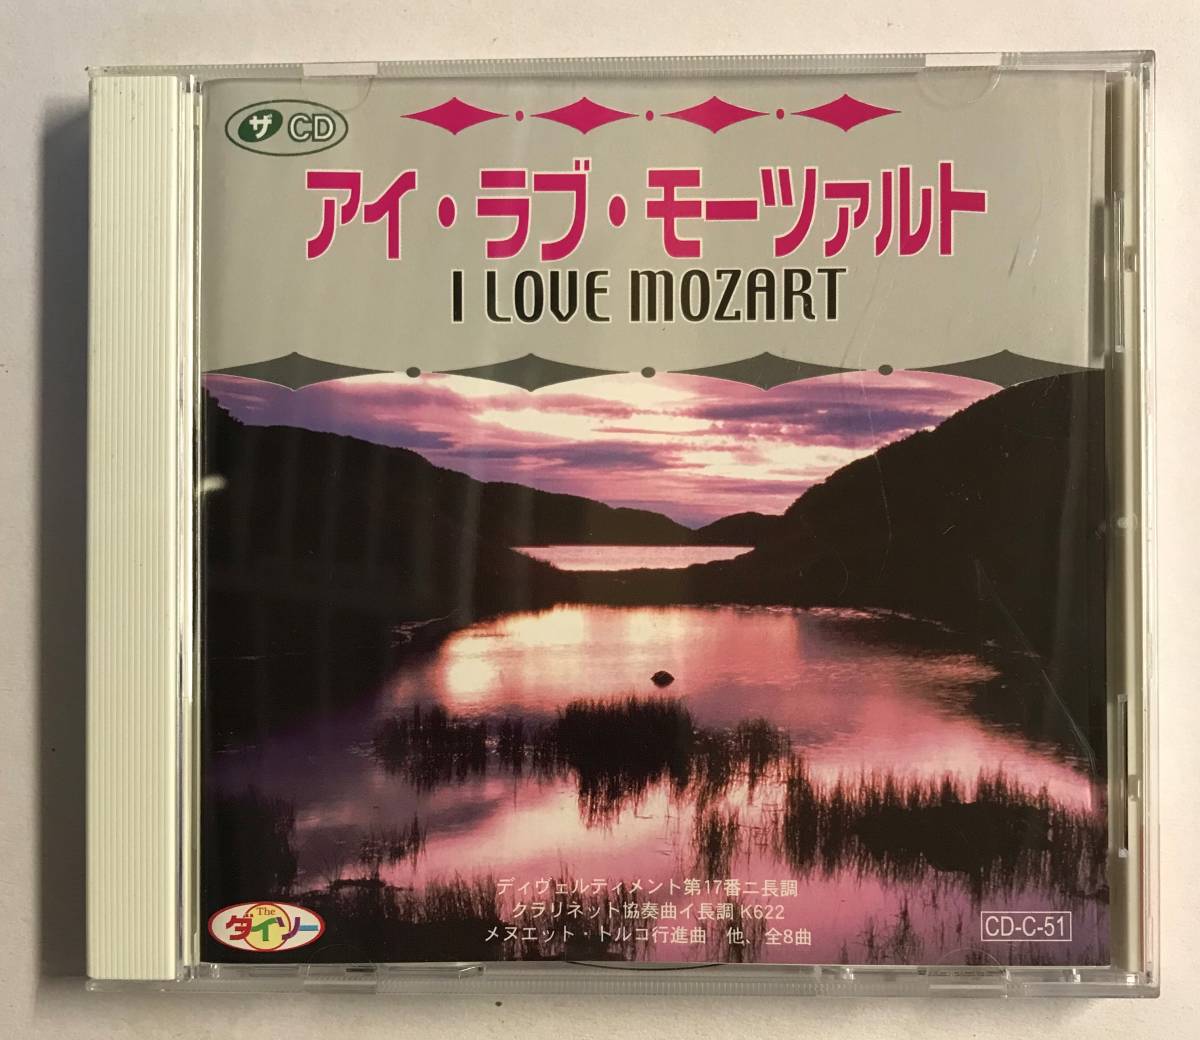 ザ CD
アイ・ラブ・モーツァルト
I LOVE MOZART
ディヴェルティメント第17番ニ長調
クラリネット協奏曲イ長調 K622
メヌエット・トルコ行進曲　他、全8曲
The
ダイソー
CD-C-51